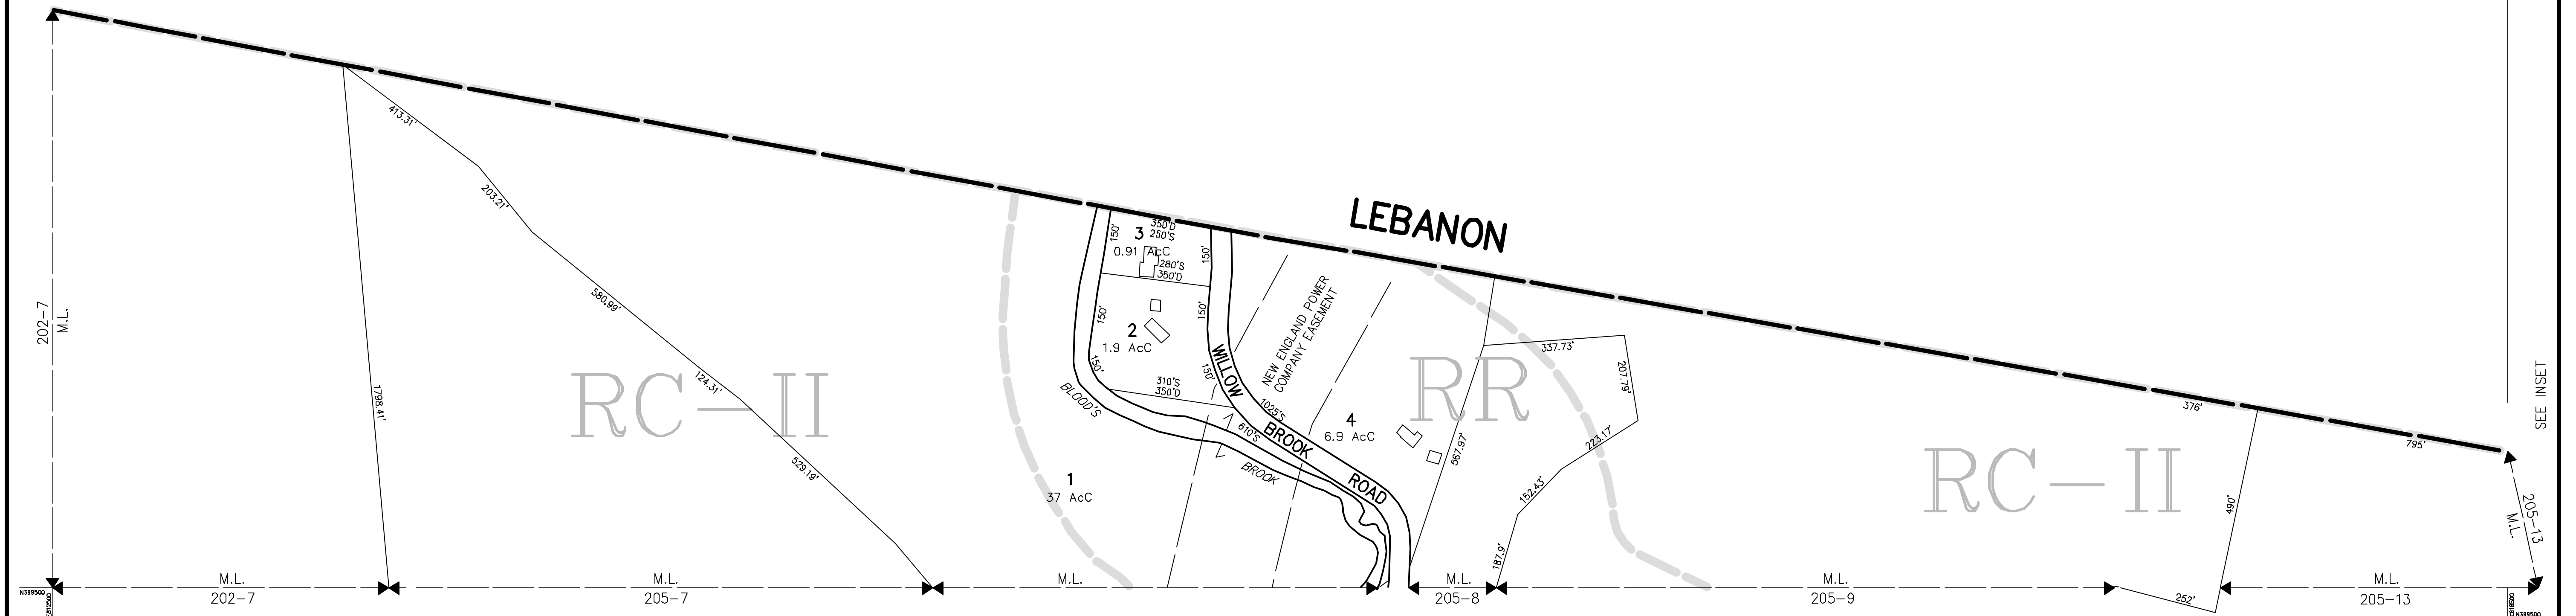 LEBANON
413.31'
203.21'
580.99'
124.31'
529.19'
1798.41'
202-7
M.L.
RC-II
3
350'D
250'S
150'
0.91 AcC
280'S
350'D
150'
2
1.9 AcC
150'
150'
150'
310'S
350'D
150'
WILLOW
BROOK
ROAD
BLOOD'S
BROOK
610'S
1025'S
NEW ENGLAND POWER
COMPANY EASEMENT
1
37 AcC
4
6.9 AcC
RR
567.97'
337.73'
207.79'
223.17'
152.43'
187.9'
RC-II
376'
795'
490'
252'
SEE INSET
205-13
M.L.
M.L.
202-7
M.L.
205-7
M.L.
M.L.
205-8
M.L.
205-9
M.L.
205-13
N399500
N399500